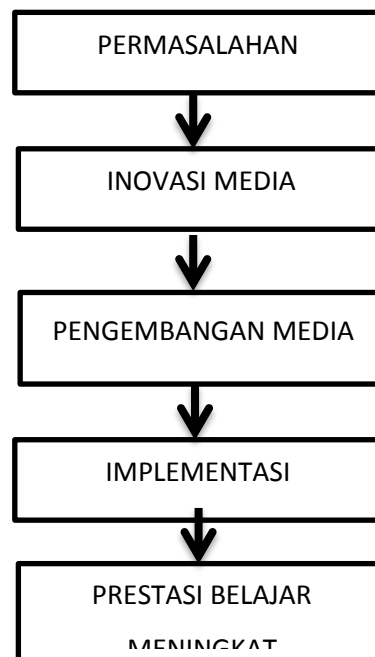 PERMASALAHAN
INOVASI MEDIA
PENGEMBANGAN MEDIA
IMPLEMENTASI
PRESTASI BELAJAR
MENINGKAT